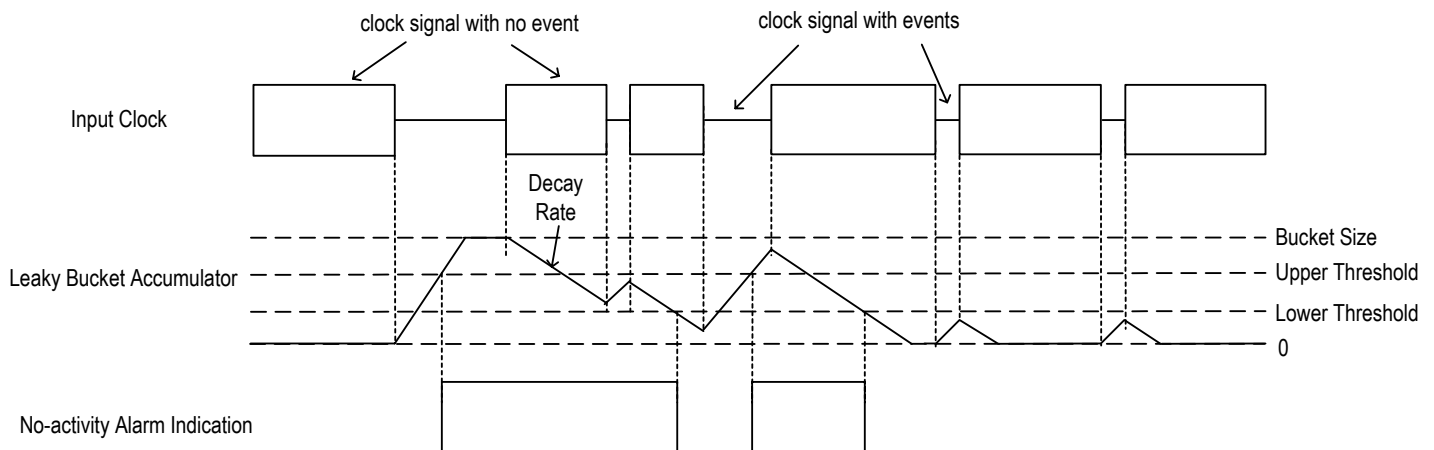 clock signal with no event
clock signal with events
Input Clock
Decay
Rate
Bucket Size
Upper Threshold
Leaky Bucket Accumulator
Lower Threshold
0
No-activity Alarm Indication